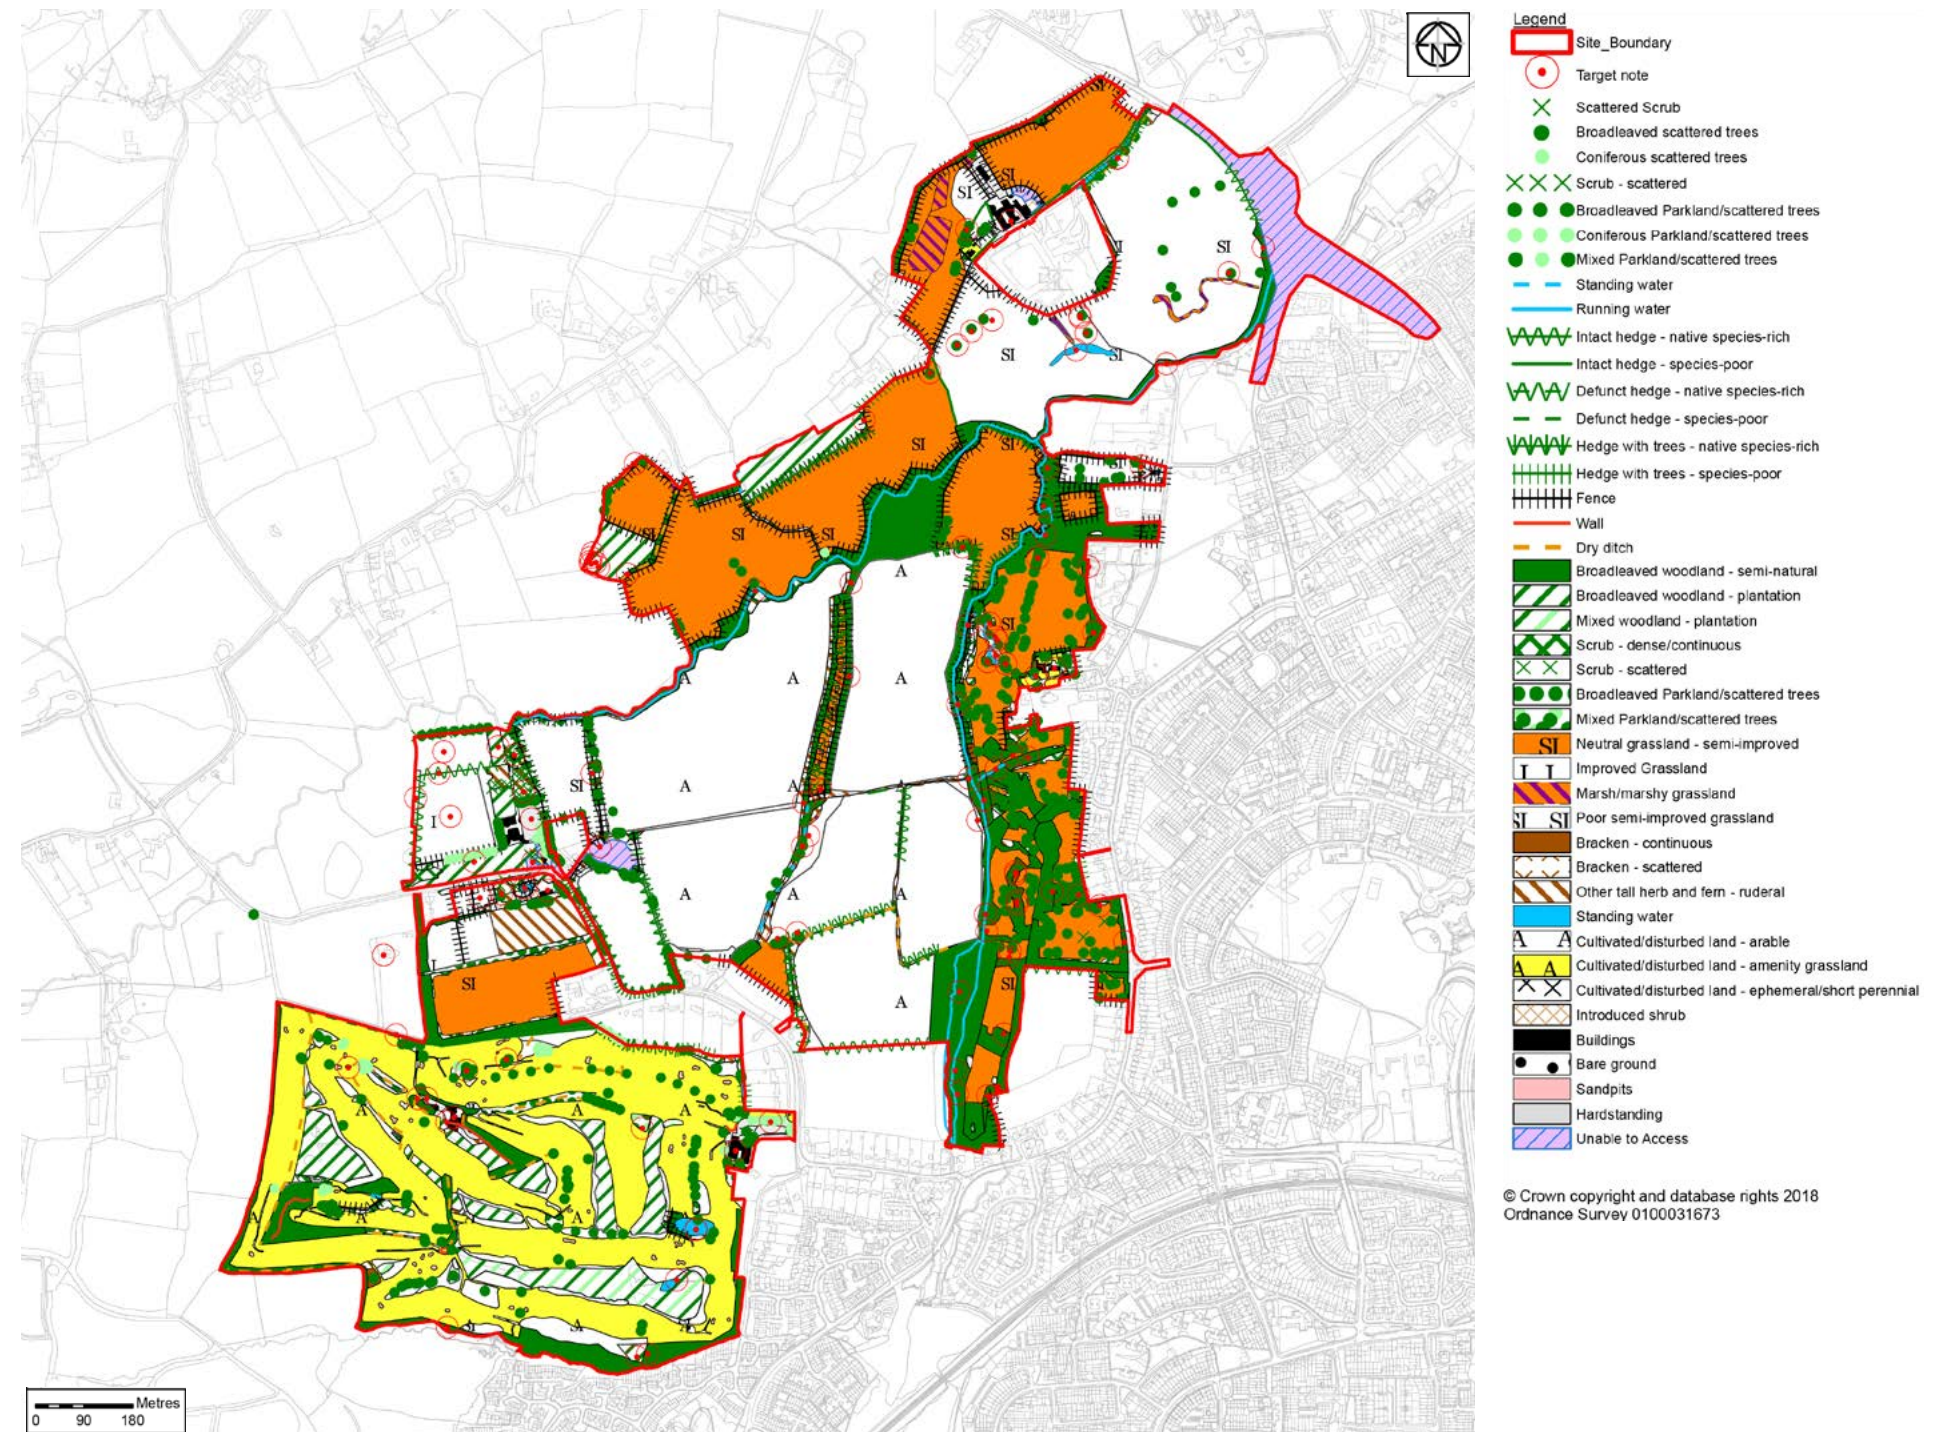 N
SI
SI
SI
I
SI
SI
SI
SI
SI
SI
SI
SI
SI
SI
A
SI
A
A
A
SI
A
A
A
I
A
A
A
I
SI
SI
A
A
A
A
A
A
A
SI
A
A
Metres
0 90 180
Legend
Site_Boundary
Target note
Scattered Scrub
Broadleaved scattered trees
Coniferous scattered trees
Scrub - scattered
Broadleaved Parkland/scattered trees
Coniferous Parkland/scattered trees
Mixed Parkland/scattered trees
Standing water
Running water
Intact hedge - native species-rich
Intact hedge - species-poor
Defunct hedge - native species-rich
Defunct hedge - species-poor
Hedge with trees - native species-rich
Hedge with trees - species-poor
Fence
Wall
Dry ditch
Broadleaved woodland - semi-natural
Broadleaved woodland - plantation
Mixed woodland - plantation
Scrub - dense/continuous
Scrub - scattered
Broadleaved Parkland/scattered trees
Mixed Parkland/scattered trees
SI Neutral grassland - semi-improved
I I Improved Grassland
Marsh/marshy grassland
SI SI Poor semi-improved grassland
Bracken - continuous
Bracken - scattered
Other tall herb and fern - ruderal
Standing water
A A Cultivated/disturbed land - arable
A A Cultivated/disturbed land - amenity grassland
Cultivated/disturbed land - ephemeral/short perennial
Introduced shrub
Buildings
Bare ground
Sandpits
Hardstanding
Unable to Access
© Crown copyright and database rights 2018
Ordnance Survey 0100031673